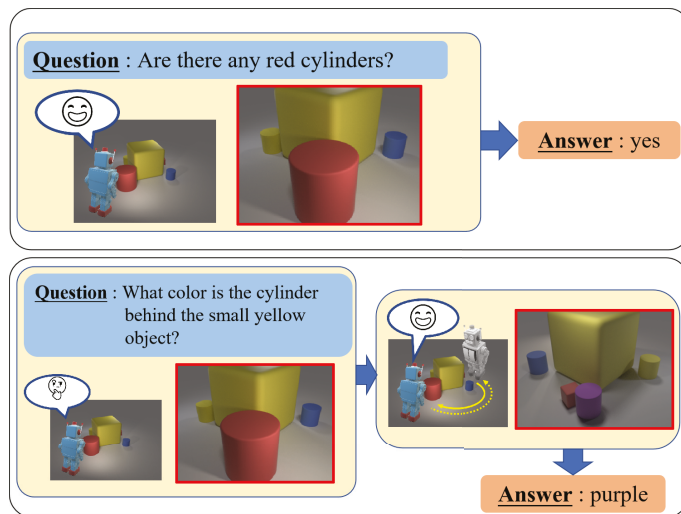 Question : Are there any red cylinders?
Answer : yes
Question : What color is the cylinder
behind the small yellow
object?
Answer : purple